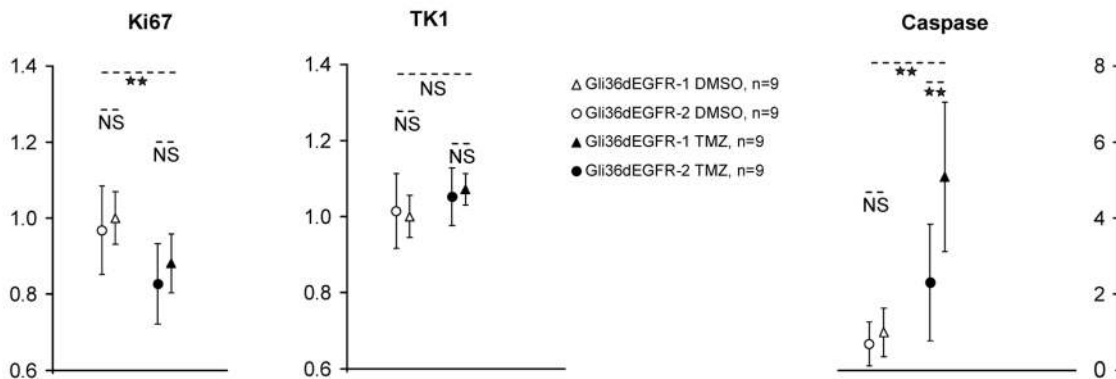 Ki67
TK1
Caspase
1.4
1.2
1.0
0.8
0.6
★★
NS
NS
1.4
1.2
1.0
0.8
0.6
NS
NS
NS
Gli36dEGFR-1 DMSO, n=9
Gli36dEGFR-2 DMSO, n=9
Gli36dEGFR-1 TMZ, n=9
Gli36dEGFR-2 TMZ, n=9
★★
★★
NS
8
6
4
2
0